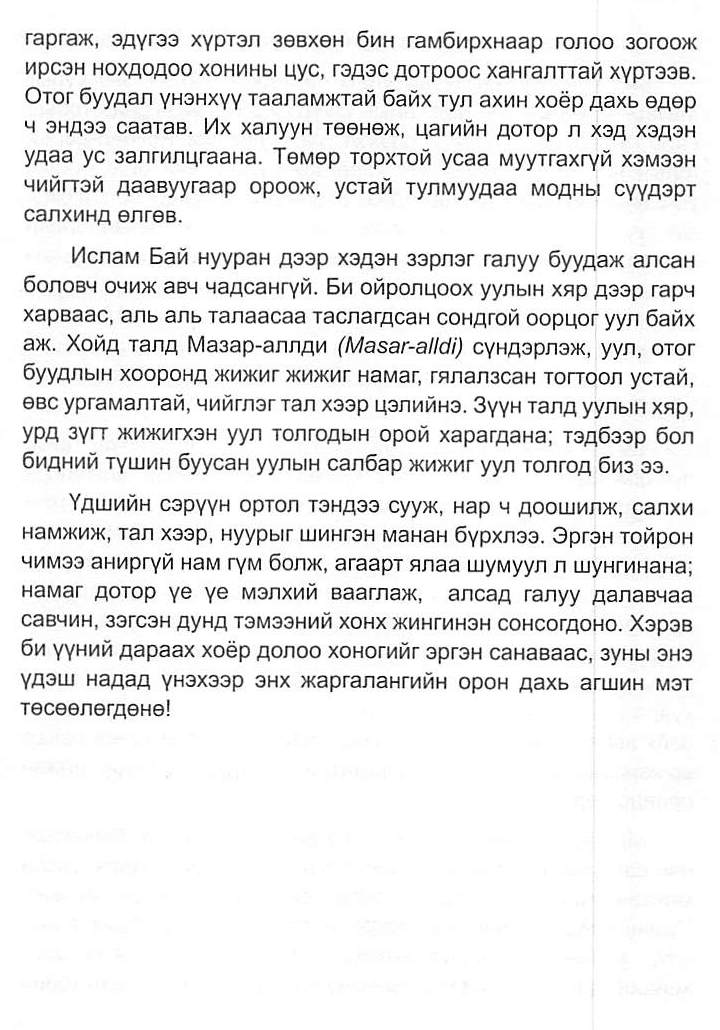 гаргаж, эдүгээ хүртэл зөвхөн бин гамбирхнаар голоо зогоож
ирсэн нохдодоо хонины цус, гэдэс дотроос хангалттай хүртээв.
Отог буудал үнэнхүү тааламжтай байх тул ахин хоёр дахь өдөр
ч эндээ саатав. Их халуун төөнөж, цагийн дотор л хэд хэдэн
удаа ус залгилцгаана. Төмөр торхтой усаа муутгахгүй хэмээн
чийгтэй даавуугаар ороож, устай тулмуудаа модны сүүдэрт
салхинд өлгөв.
Ислам Бай нууран дээр хэдэн зэрлэг галуу буудаж алсан
боловч очиж авч чадсангүй. Би ойролцоох уулын хяр дээр гарч
харваас, аль аль талаасаа таслагдсан сондгой оорцог уул байх
аж. Хойд талд Мазар-аллди (Masar-alldi) сүндэрлэж, уул, отог
буудлын хооронд жижиг жижиг намаг, гялалзсан тогтоол устай,
өвс ургамалтай, чийглэг тал хээр цэлийнэ. Зүүн талд уулын хяр,
урд зүгт жижигхэн уул толгодын орой харагдана; тэдбээр бол
бидний түшин буусан уулын салбар жижиг уул толгод биз ээ.
Үдшийн сэрүүн ортол тэндээ сууж, нар ч доошилж, салхи
намжиж, тал хээр, нуурыг шингэн манан бүрхлээ. Эргэн тойрон
чимээ аниргүй нам гүм болж, агаарт ялаа шумуул л шунгинана;
намаг дотор үе үе мэлхий вааглаж, алсад галуу далавчаа
савчин, зэгсэн дунд тэмээний хонх жингинэн сонсогдоно. Хэрэв
би үүний дараах хоёр долоо хоногийг эргэн санаваас, зуны энэ
үдэш надад үнэхээр энх жаргалангийн орон дахь агшин мэт
төсөөлөгдөнө!